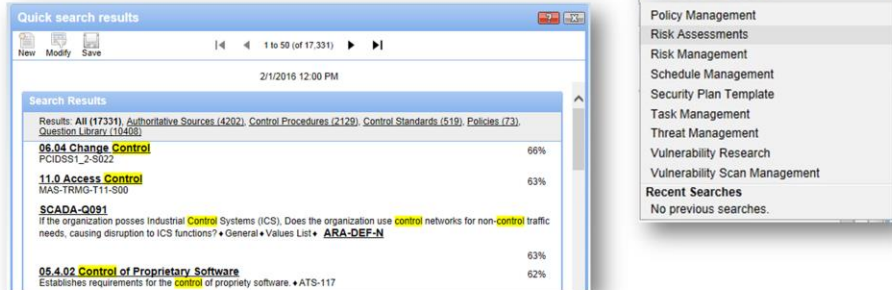 Quick search results
New Modify Save
1 to 50 (of 17,331)
2/1/2016 12:00 PM
Search Results
Results: All (17331), Authoritative Sources (4202), Control Procedures (2129), Control Standards (519), Policies (73),
Question Library (10408)
06.04 Change Control 66%
PCIDSS1_2-S022
11.0 Access Control 63%
MAS-TRMG-T11-S00
SCADA-Q091
If the organization posses Industrial Control Systems (ICS), Does the organization use control networks for non-control traffic
needs, causing disruption to ICS functions? ♦ General ♦ Values List ♦ ARA-DEF-N
63%
05.4.02 Control of Proprietary Software 62%
Establishes requirements for the control of propriety software. ♦ ATS-117
Policy Management
Risk Assessments
Risk Management
Schedule Management
Security Plan Template
Task Management
Threat Management
Vulnerability Research
Vulnerability Scan Management
Recent Searches
No previous searches.